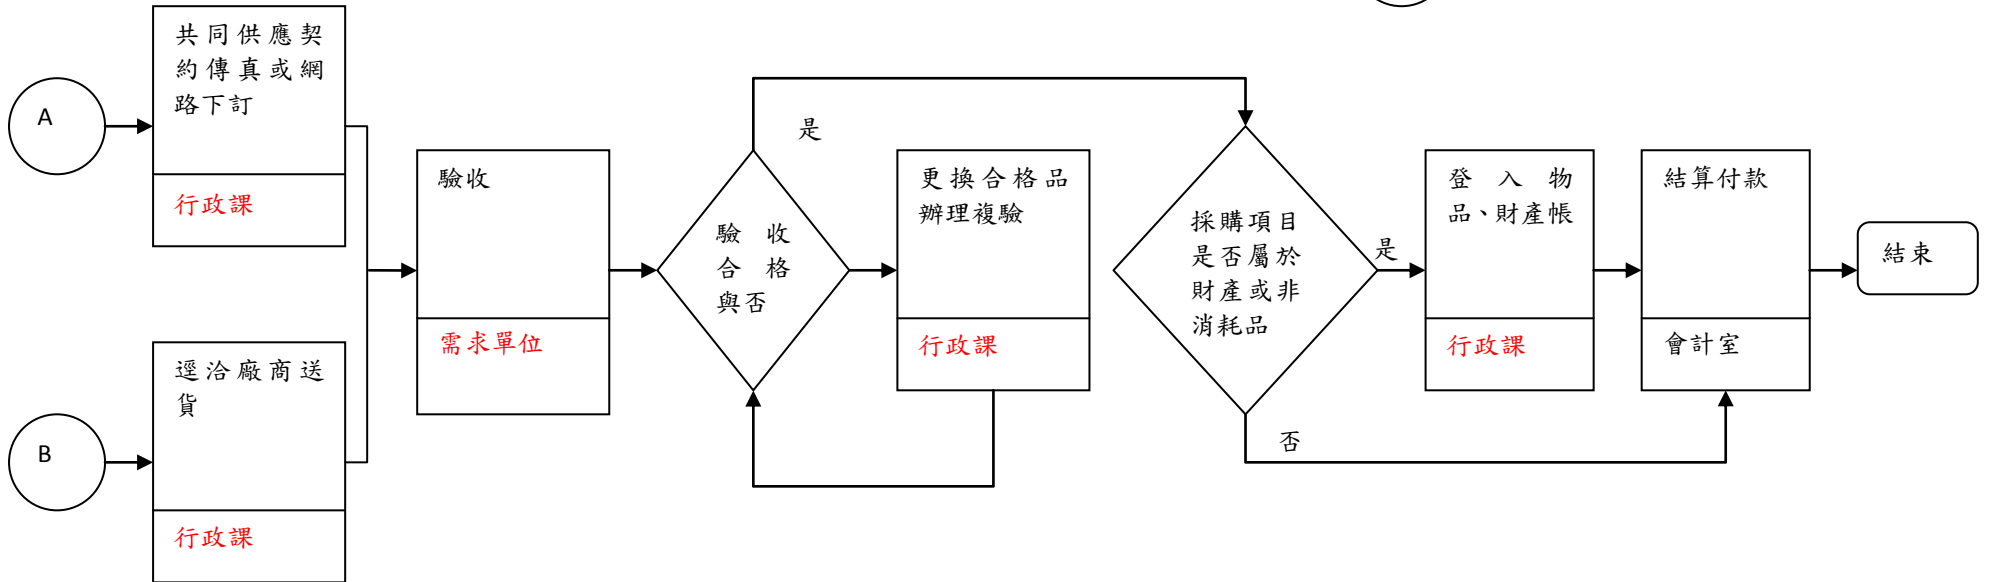 A
共同供應契
約傳真或網
路下訂
行政課
B
逕洽廠商送
貨
行政課
驗收
需求單位
驗收
合格
與否
是
更換合格品
辦理複驗
行政課
採購項目
是否屬於
財產或非
消耗品
是
否
登入物
品、財產帳
行政課
結算付款
會計室
結束